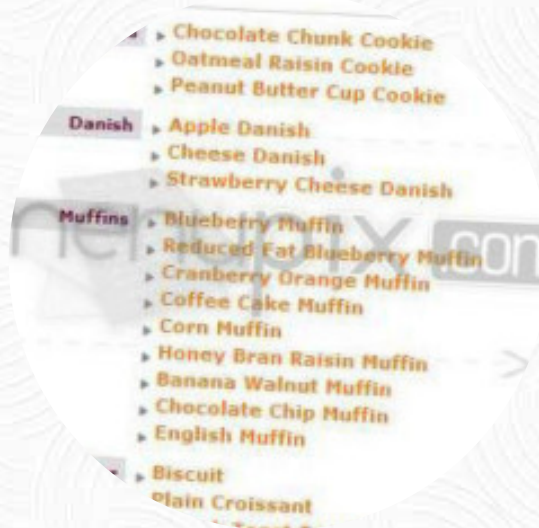 Chocolate Chunk Cookie
Oatmeal Raisin Cookie
Peanut Butter Cup Cookie
Danish Apple Danish
Cheese Danish
Strawberry Cheese Danish
Muffins Blueberry Muffin
Reduced Fat Blueberry Muffin
Cranberry Orange Muffin
Coffee Cake Muffin
Corn Muffin
Honey Bran Raisin Muffin
Banana Walnut Muffin
Chocolate Chip Muffin
English Muffin
Biscuit
Plain Croissant
menupix.com